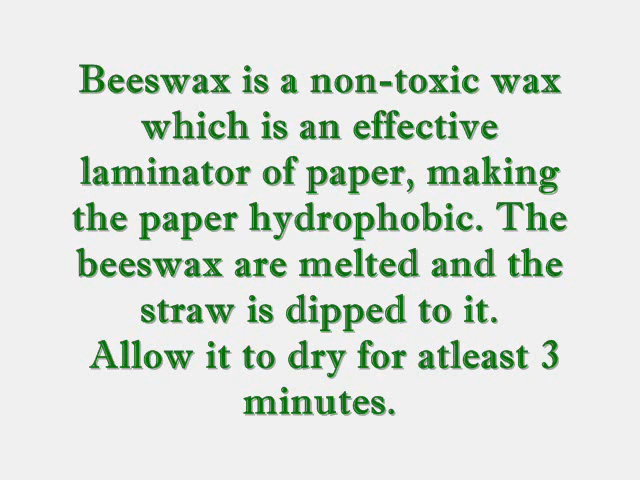 Beeswax is a non-toxic wax
which is an effective
laminator of paper, making
the paper hydrophobic. The
beeswax are melted and the
straw is dipped to it.
Allow it to dry for atleast 3
minutes.